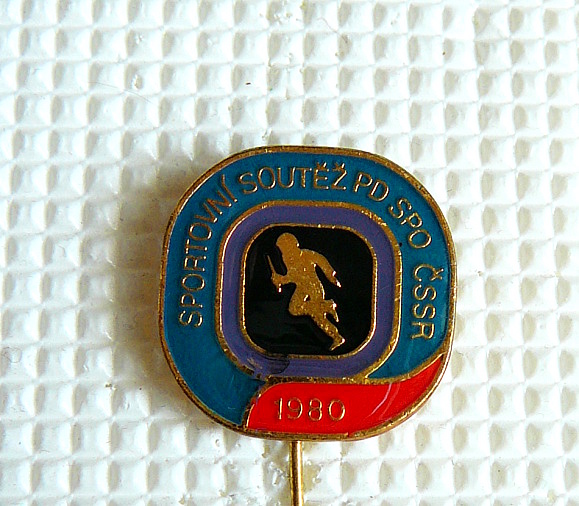 SPORTOVNÍ SOUTĚŽ PD SPO ČSSR
1980